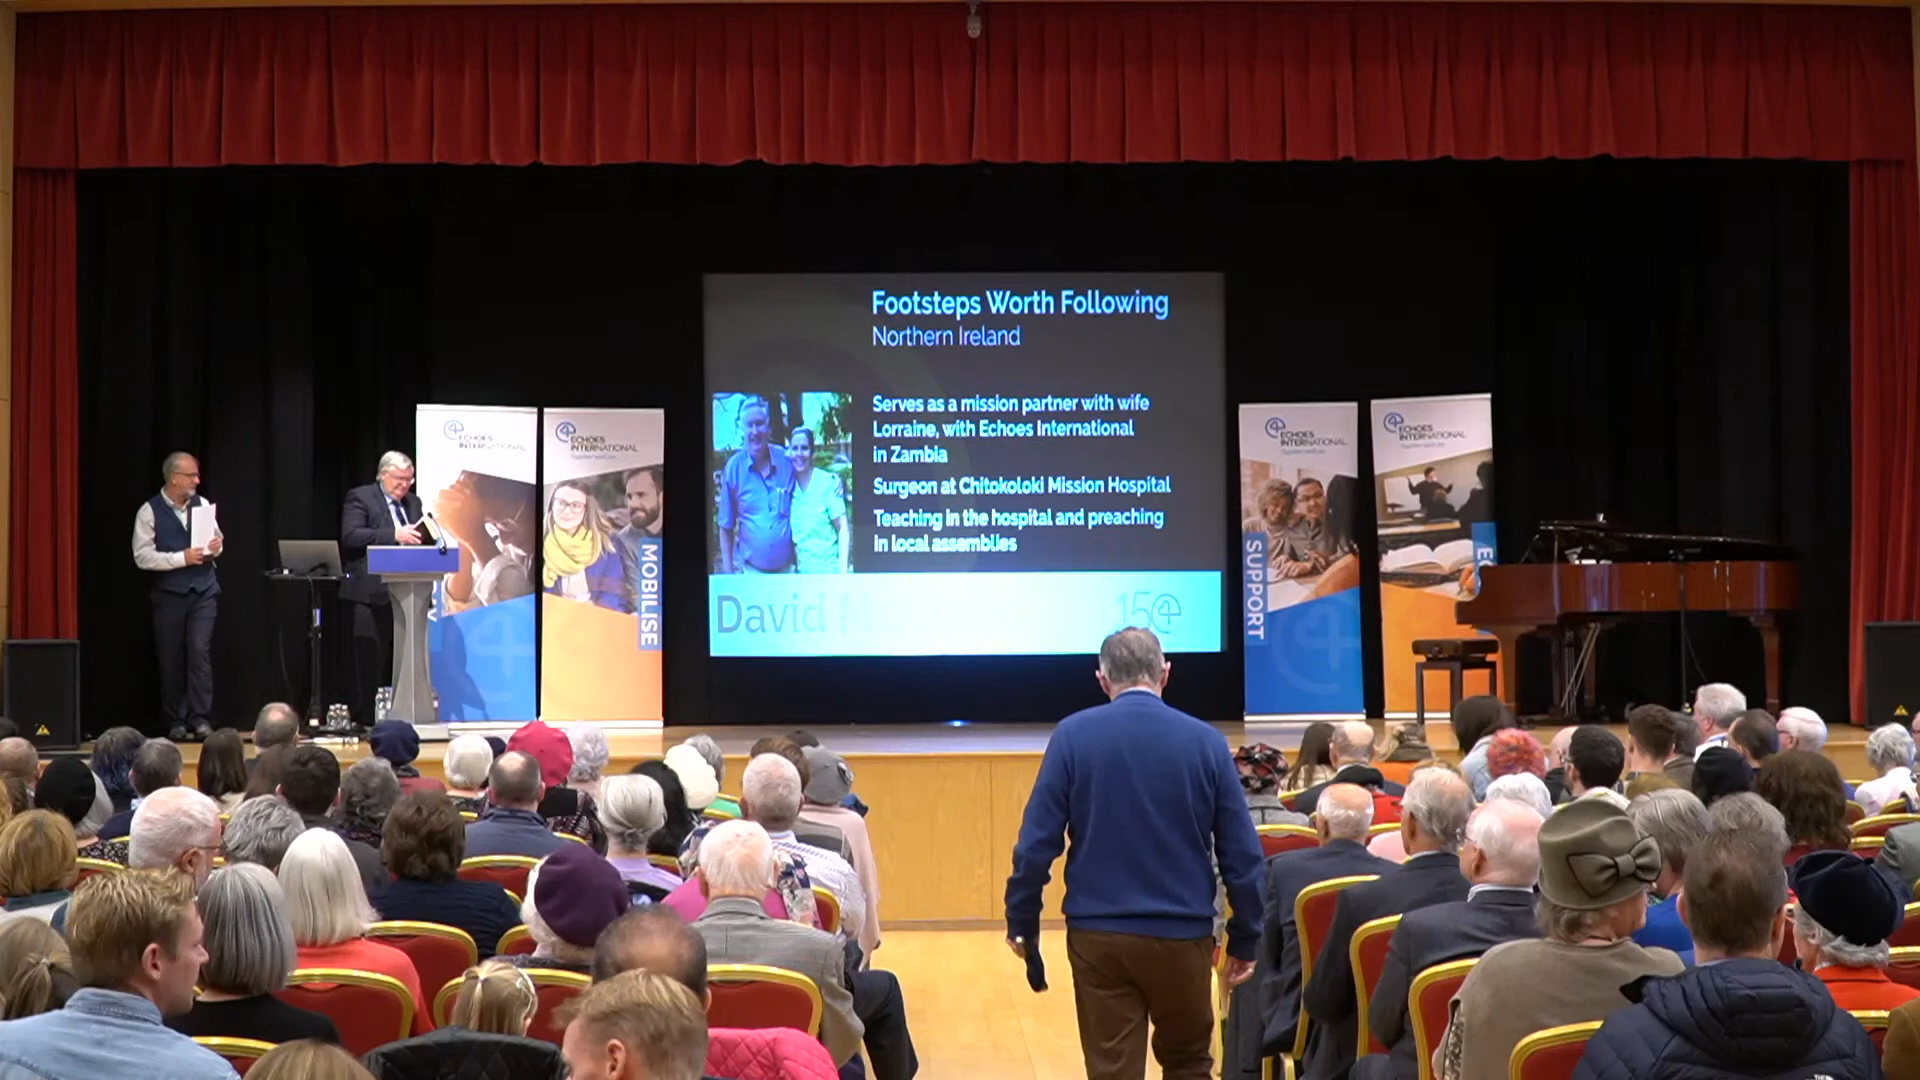 Footsteps Worth Following
Northern Ireland
Serves as a mission partner with wife
Lorraine, with Echoes International
in Zambia
Surgeon at Chitokoloki Mission Hospital
Teaching in the hospital and preaching
in local assemblies
David
150
ECHOES
INTERNATIONAL
ECHOES
INTERNATIONAL
MOBILISE
ECHOES
INTERNATIONAL
SUPPORT
ECHOES
INTERNATIONAL